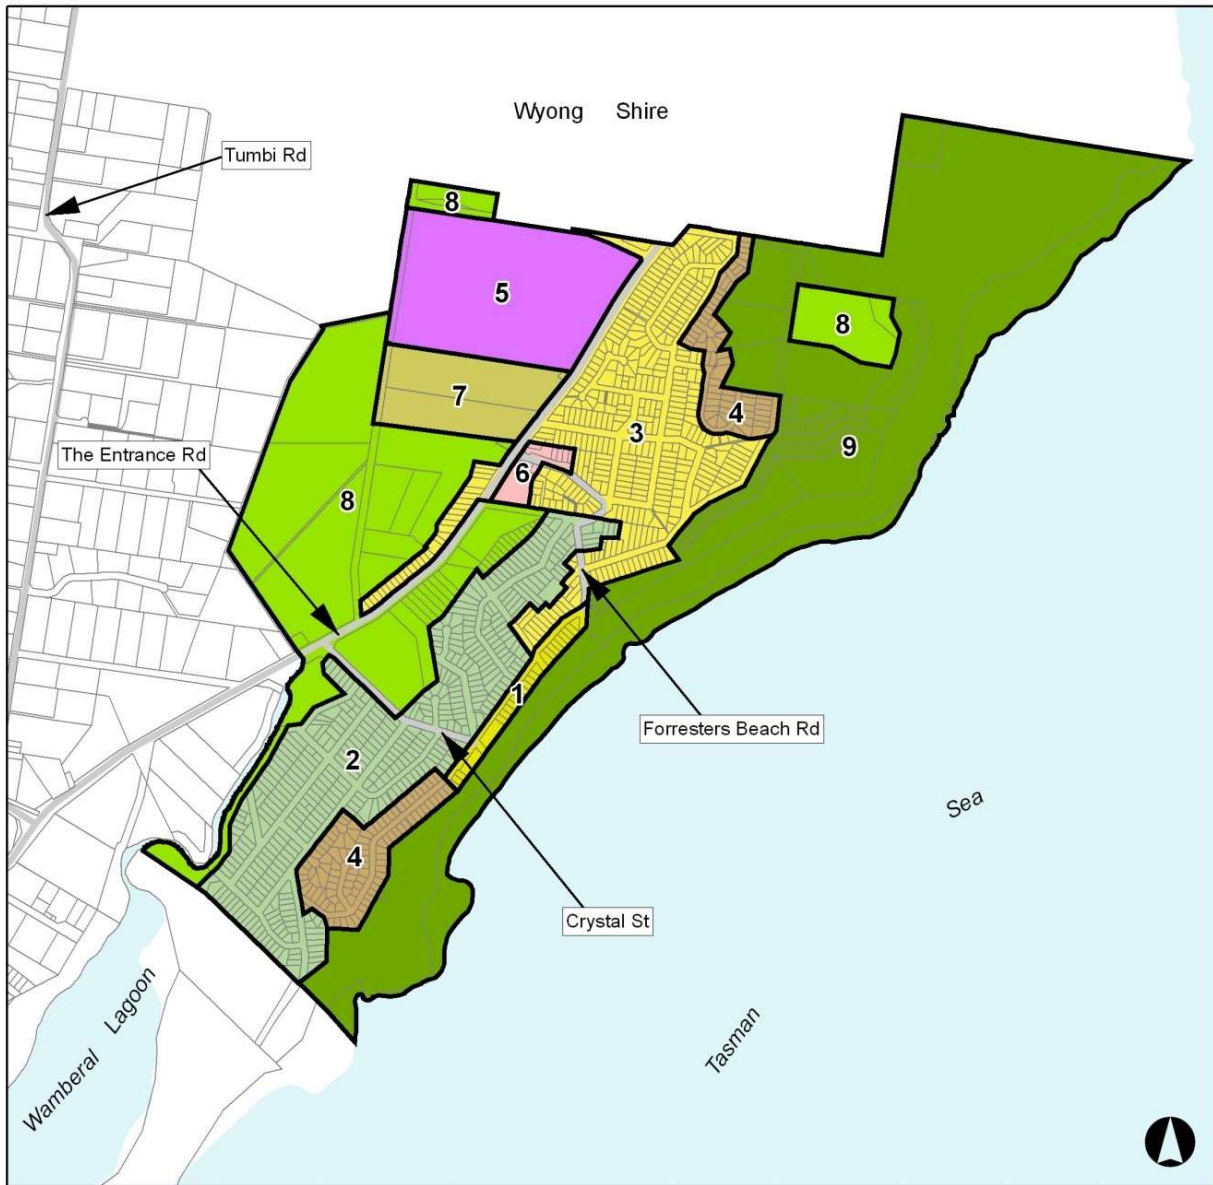 Wyong Shire
Tumbi Rd
8
5
8
3
7
4
The Entrance Rd
9
6
8
1
Forresters Beach Rd
2
Sea
4
Crystal St
Wamberal Lagoon
Tasman